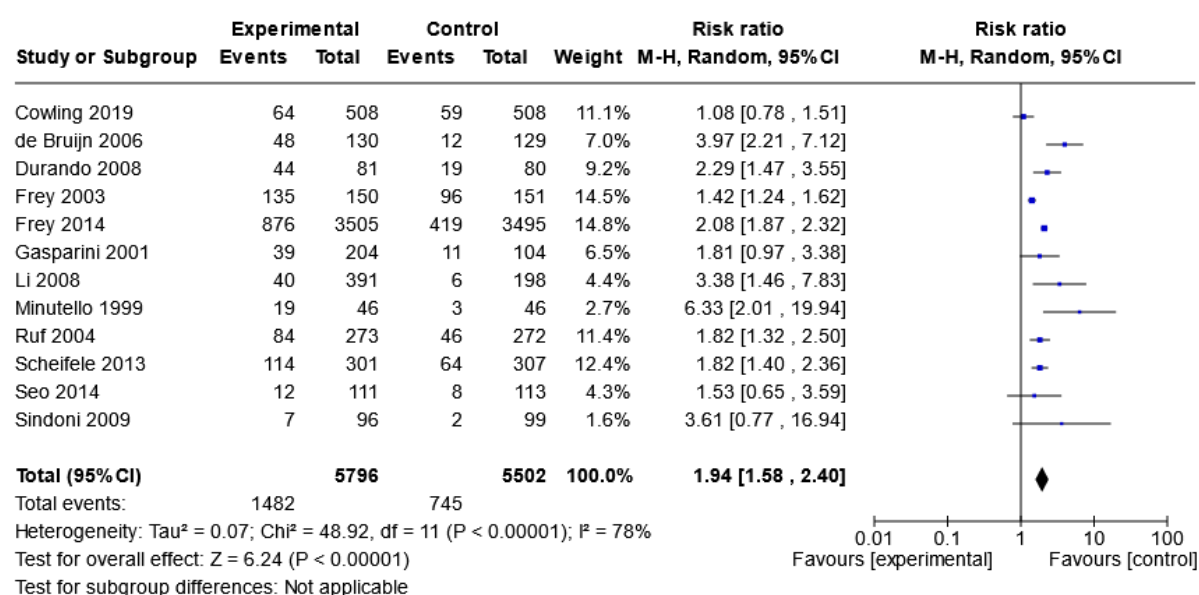 Experimental Control Risk ratio Risk ratio
Study or Subgroup Events Total Events Total Weight M-H, Random, 95% CI M-H, Random, 95% CI
Cowling 2019 64 508 59 508 11.1% 1.08 [0.78 , 1.51]
de Bruijn 2006 48 130 12 129 7.0% 3.97 [2.21 , 7.12]
Durando 2008 44 81 19 80 9.2% 2.29 [1.47 , 3.55]
Frey 2003 135 150 96 151 14.5% 1.42 [1.24 , 1.62]
Frey 2014 876 3505 419 3495 14.8% 2.08 [1.87 , 2.32]
Gasparini 2001 39 204 11 104 6.5% 1.81 [0.97 , 3.38]
Li 2008 40 391 6 198 4.4% 3.38 [1.46 , 7.83]
Minutello 1999 19 46 3 46 2.7% 6.33 [2.01 , 19.94]
Ruf 2004 84 273 46 272 11.4% 1.82 [1.32 , 2.50]
Scheifele 2013 114 301 64 307 12.4% 1.82 [1.40 , 2.36]
Seo 2014 12 111 8 113 4.3% 1.53 [0.65 , 3.59]
Sindoni 2009 7 96 2 99 1.6% 3.61 [0.77 , 16.94]
Total (95% CI) 5796 5502 100.0% 1.94 [1.58 , 2.40]
Total events: 1482 745
Heterogeneity: Tau² = 0.07; Chi² = 48.92, df = 11 (P < 0.00001); I² = 78%
0.01 0.1 1 10 100
Test for overall effect: Z = 6.24 (P < 0.00001)
Favours [experimental] Favours [control]
Test for subgroup differences: Not applicable